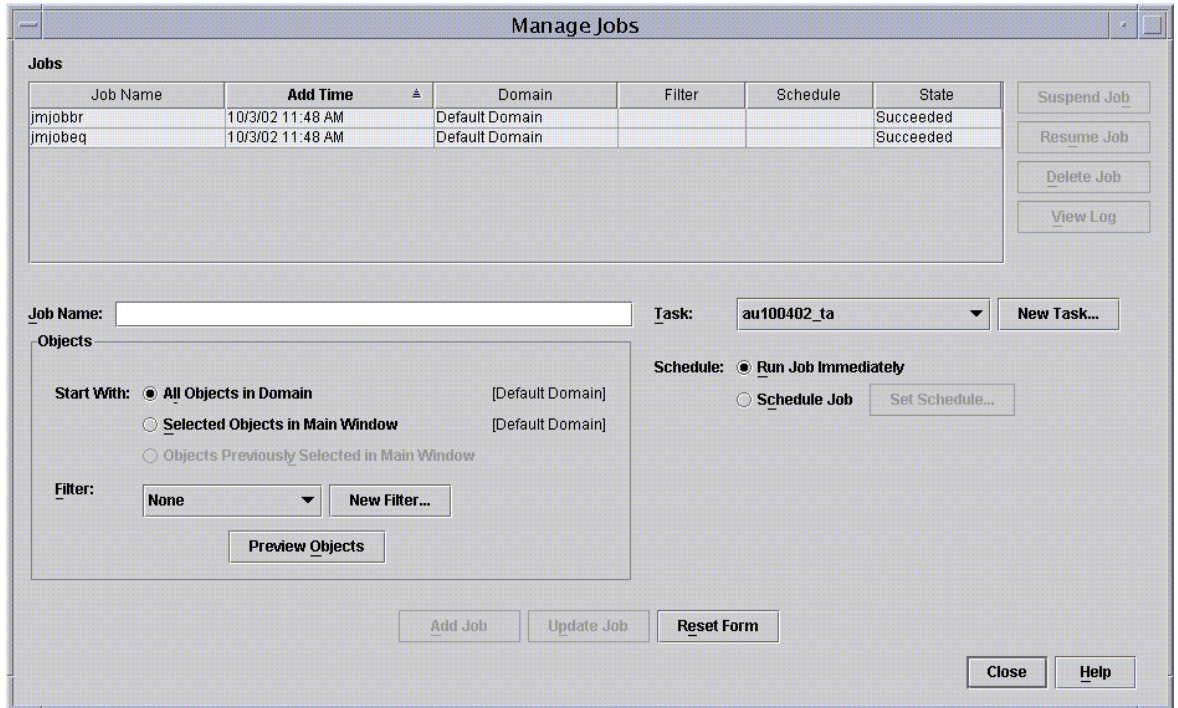 Manage Jobs
Jobs
Job Name Add Time Domain Filter Schedule State
jmjobbr 10/3/02 11:48 AM Default Domain Succeeded
jmjobeq 10/3/02 11:48 AM Default Domain Succeeded
Suspend Job
Resume Job
Delete Job
View Log
Job Name: Task: au100402_ta New Task...
Objects
Start With: All Objects in Domain [Default Domain]
Selected Objects in Main Window [Default Domain]
Objects Previously Selected in Main Window
Filter: None New Filter...
Preview Objects
Schedule: Run Job Immediately
Schedule Job Set Schedule...
Add Job Update Job Reset Form
Close Help